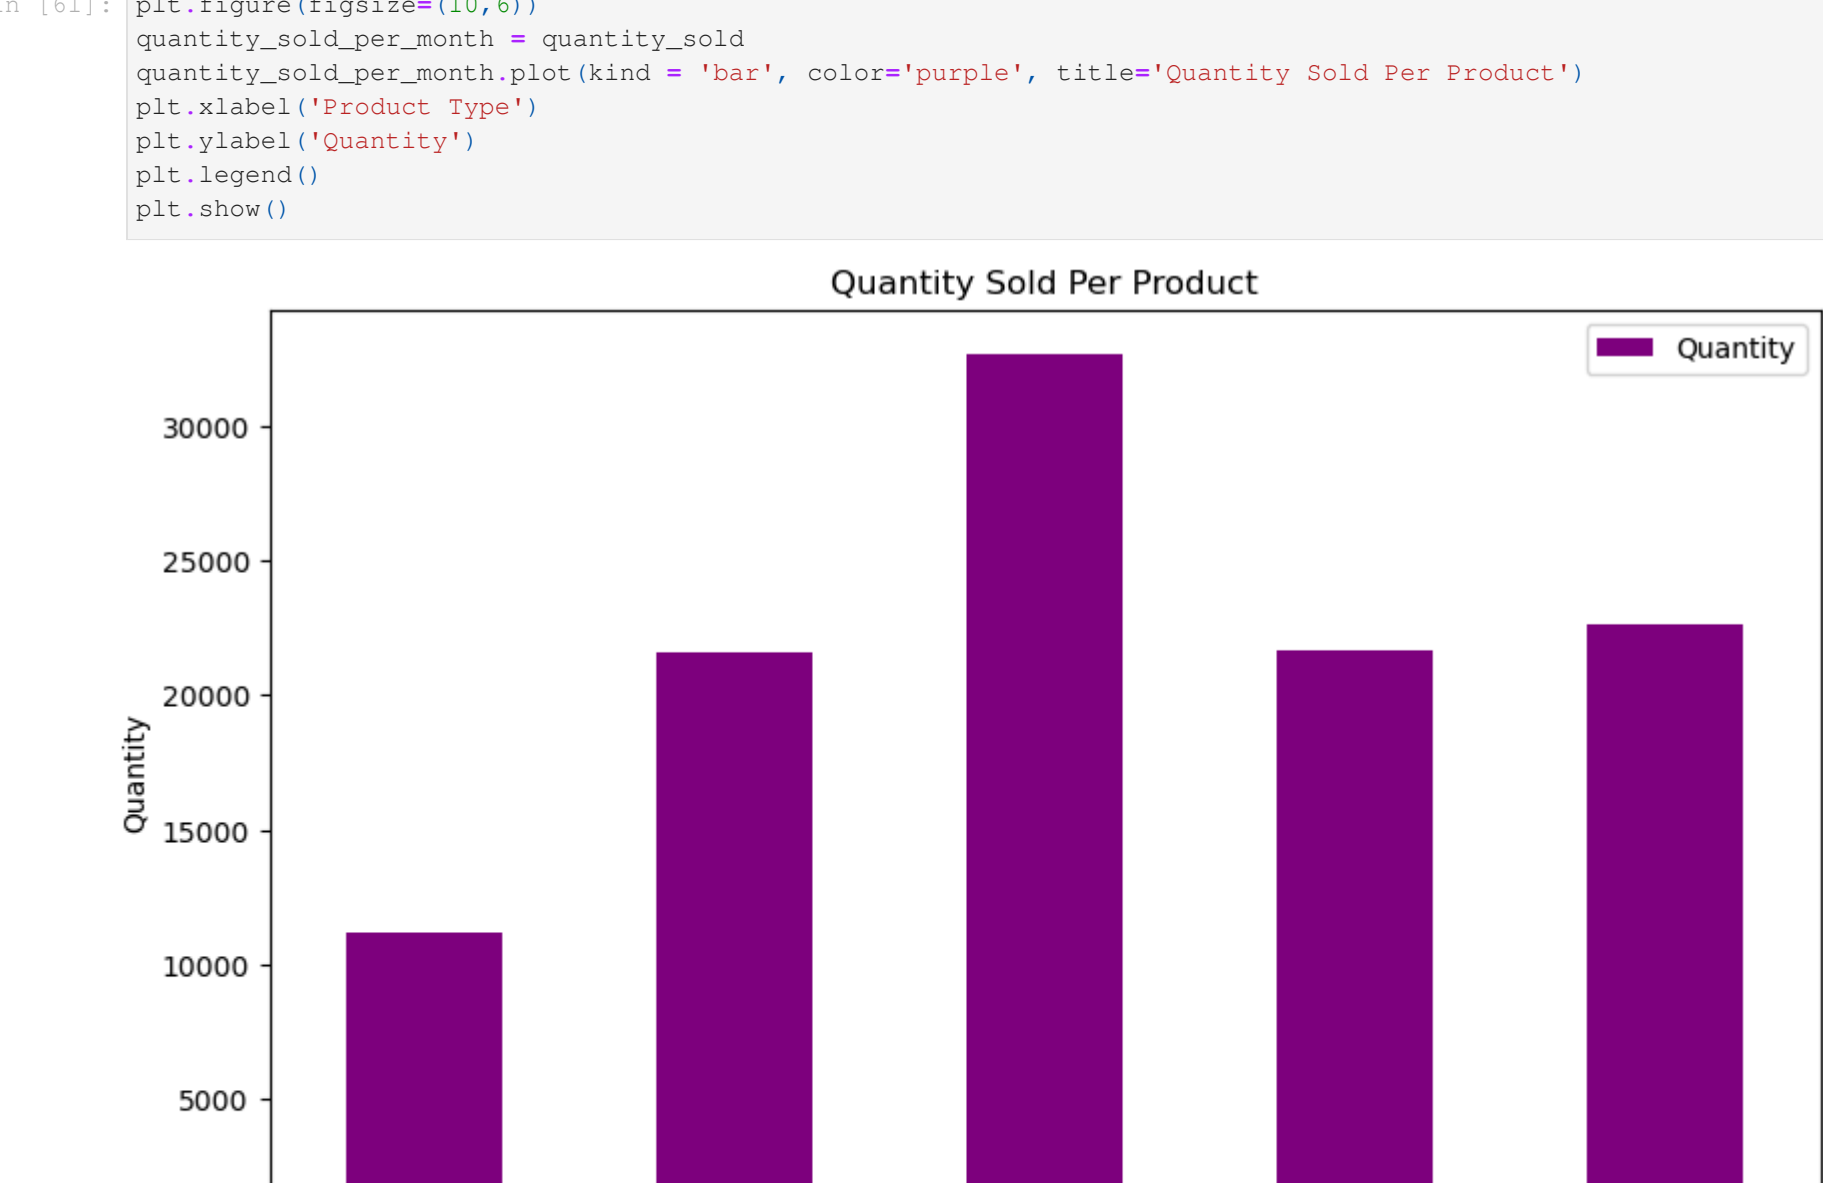 In [61]:
plt.figure(figsize=(10,6))
quantity_sold_per_month = quantity_sold
quantity_sold_per_month.plot(kind = 'bar', color='purple', title='Quantity Sold Per Product')
plt.xlabel('Product Type')
plt.ylabel('Quantity')
plt.legend()
plt.show()
Quantity Sold Per Product
Quantity
30000
25000
20000
15000
10000
5000
Quantity